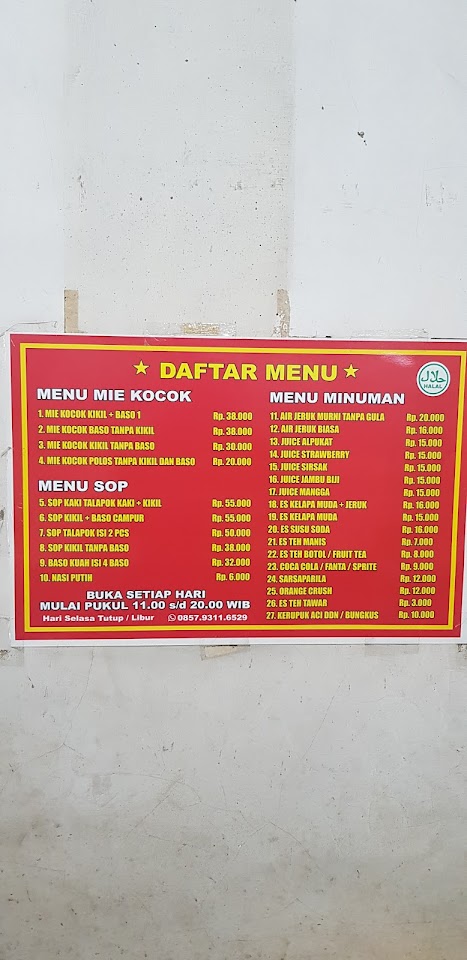 ★ DAFTAR MENU ★
حلال
HALAL
MENU MIE KOCOK
1. MIE KOCOK KIKIL + BASO 1 Rp. 38.000
2. MIE KOCOK BASO TANPA KIKIL Rp. 38.000
3. MIE KOCOK KIKIL TANPA BASO Rp. 30.000
4. MIE KOCOK POLOS TANPA KIKIL DAN BASO Rp. 20.000
MENU SOP
5. SOP KAKI TALAPOK KAKI + KIKIL Rp. 55.000
6. SOP KIKIL + BASO CAMPUR Rp. 55.000
7. SOP TALAPOK ISI 2 PCS Rp. 50.000
8. SOP KIKIL TANPA BASO Rp. 38.000
9. BASO KUAH ISI 4 BASO Rp. 32.000
10. NASI PUTIH Rp. 6.000
BUKA SETIAP HARI
MULAI PUKUL 11.00 s/d 20.00 WIB
Hari Selasa Tutup / Libur 0857.9311.6529
MENU MINUMAN
11. AIR JERUK MURNI TANPA GULA Rp. 20.000
12. AIR JERUK BIASA Rp. 16.000
13. JUICE ALPUKAT Rp. 15.000
14. JUICE STRAWBERRY Rp. 15.000
15. JUICE SIRSAK Rp. 15.000
16. JUICE JAMBU BIJI Rp. 15.000
17. JUICE MANGGA Rp. 15.000
18. ES KELAPA MUDA + JERUK Rp. 16.000
19. ES KELAPA MUDA Rp. 15.000
20. ES SUSU SODA Rp. 16.000
21. ES TEH MANIS Rp. 7.000
22. ES TEH BOTOL / FRUIT TEA Rp. 8.000
23. COCA COLA / FANTA / SPRITE Rp. 9.000
24. SARSAPARILA Rp. 12.000
25. ORANGE CRUSH Rp. 12.000
26. ES TEH TAWAR Rp. 3.000
27. KERUPUK ACI DDN / BUNGKUS Rp. 10.000